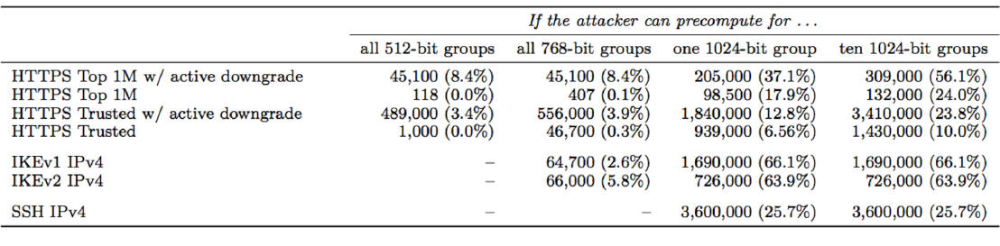 If the attacker can precompute for . . .
all 512-bit groups all 768-bit groups one 1024-bit group ten 1024-bit groups
HTTPS Top 1M w/ active downgrade 45,100 (8.4%) 45,100 (8.4%) 205,000 (37.1%) 309,000 (56.1%)
HTTPS Top 1M 118 (0.0%) 407 (0.1%) 98,500 (17.9%) 132,000 (24.0%)
HTTPS Trusted w/ active downgrade 489,000 (3.4%) 556,000 (3.9%) 1,840,000 (12.8%) 3,410,000 (23.8%)
HTTPS Trusted 1,000 (0.0%) 46,700 (0.3%) 939,000 (6.56%) 1,430,000 (10.0%)
IKEv1 IPv4 – 64,700 (2.6%) 1,690,000 (66.1%) 1,690,000 (66.1%)
IKEv2 IPv4 – 66,000 (5.8%) 726,000 (63.9%) 726,000 (63.9%)
SSH IPv4 – – 3,600,000 (25.7%) 3,600,000 (25.7%)